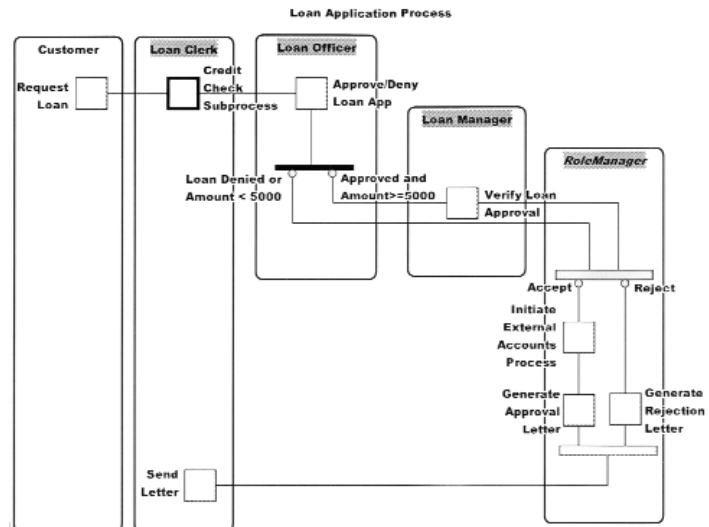 Loan Application Process
Customer
Loan Clerk
Loan Officer
Request
Loan
Credit
Check
Subprocess
Approve/Deny
Loan App
Loan Manager
RoleManager
Loan Denied or
Amount < 5000
Approved and
Amount>=5000
Verify Loan
Approval
Accept
Reject
Initiate
External
Accounts
Process
Generate
Approval
Letter
Generate
Rejection
Letter
Send
Letter